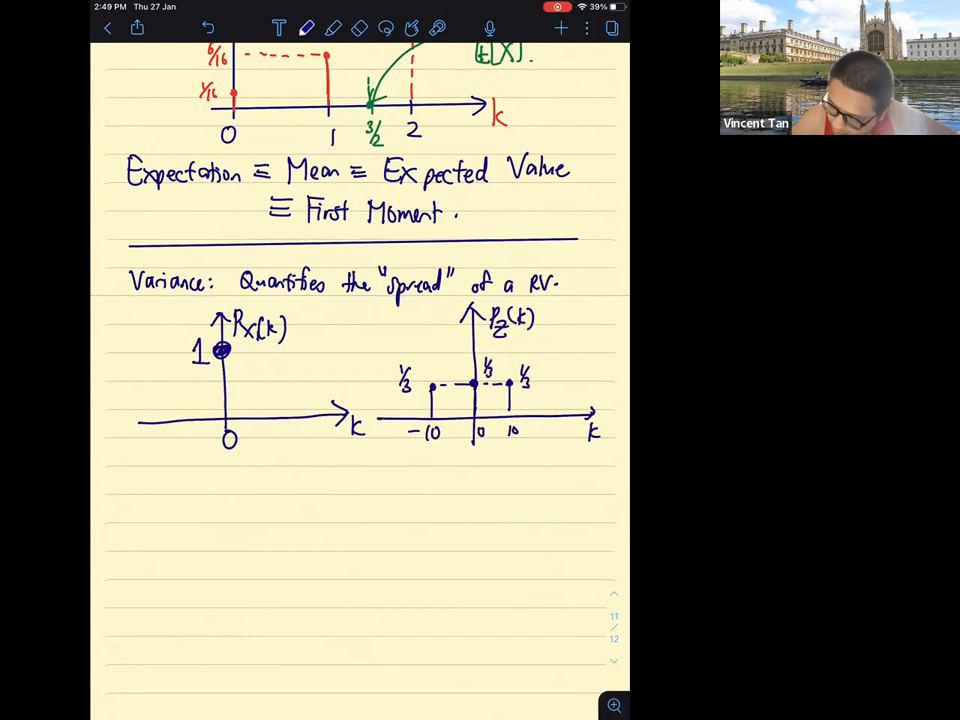 2:49 PM Thu 27 Jan
39%
6/16
1/16
E[X].
0 1 3/2 2 k
Expectation ≡ Mean ≡ Expected Value
≡ First Moment.
Variance: Quantifies the "spread" of a RV.
P_X(k)
1
0
k
P_Z(k)
1/3 1/3 1/3
-10 0 10 k
11
/
12
Vincent Tan